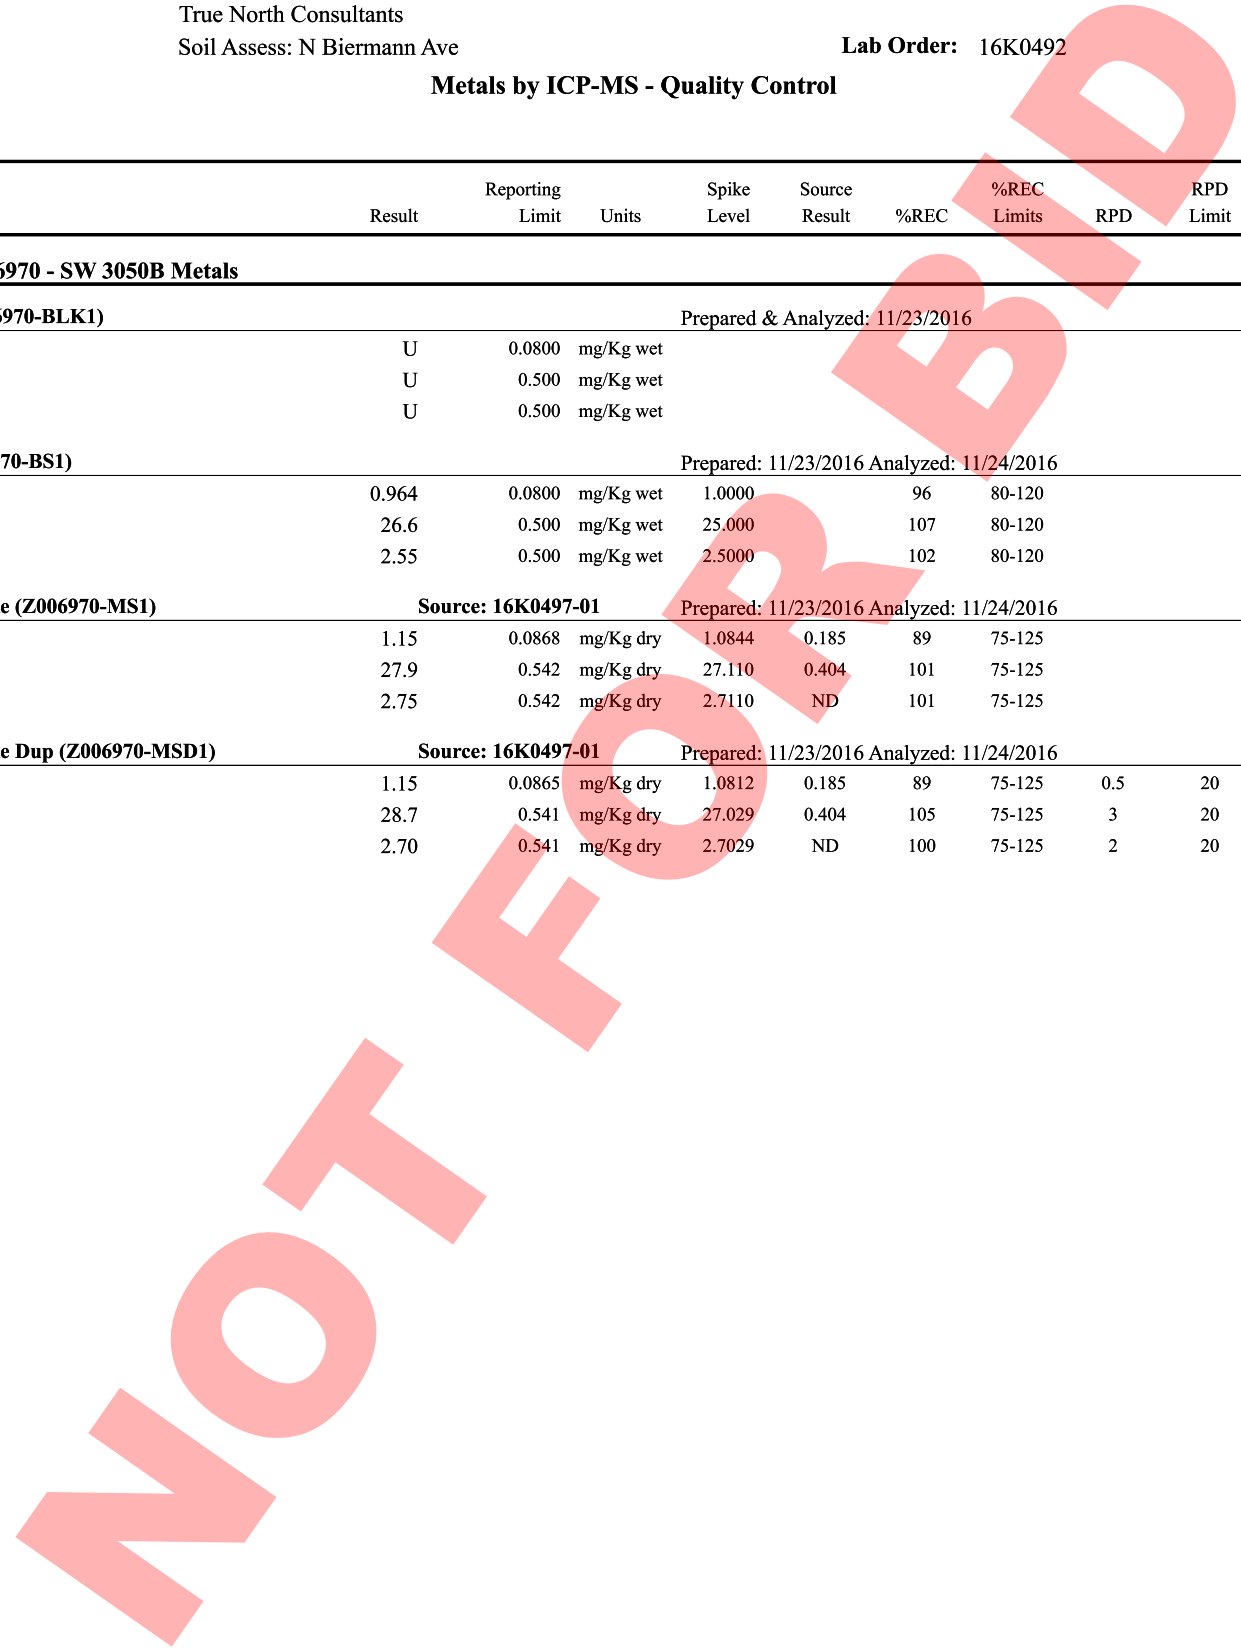 True North Consultants
Soil Assess: N Biermann Ave Lab Order: 16K0492
Metals by ICP-MS - Quality Control
Reporting Spike Source %REC RPD
Result Limit Units Level Result %REC Limits RPD Limit
6970 - SW 3050B Metals
6970-BLK1) Prepared & Analyzed: 11/23/2016
U 0.0800 mg/Kg wet
U 0.500 mg/Kg wet
U 0.500 mg/Kg wet
70-BS1) Prepared: 11/23/2016 Analyzed: 11/24/2016
0.964 0.0800 mg/Kg wet 1.0000 96 80-120
26.6 0.500 mg/Kg wet 25.000 107 80-120
2.55 0.500 mg/Kg wet 2.5000 102 80-120
e (Z006970-MS1) Source: 16K0497-01 Prepared: 11/23/2016 Analyzed: 11/24/2016
1.15 0.0868 mg/Kg dry 1.0844 0.185 89 75-125
27.9 0.542 mg/Kg dry 27.110 0.404 101 75-125
2.75 0.542 mg/Kg dry 2.7110 ND 101 75-125
e Dup (Z006970-MSD1) Source: 16K0497-01 Prepared: 11/23/2016 Analyzed: 11/24/2016
1.15 0.0865 mg/Kg dry 1.0812 0.185 89 75-125 0.5 20
28.7 0.541 mg/Kg dry 27.029 0.404 105 75-125 3 20
2.70 0.541 mg/Kg dry 2.7029 ND 100 75-125 2 20
NOT FOR BID